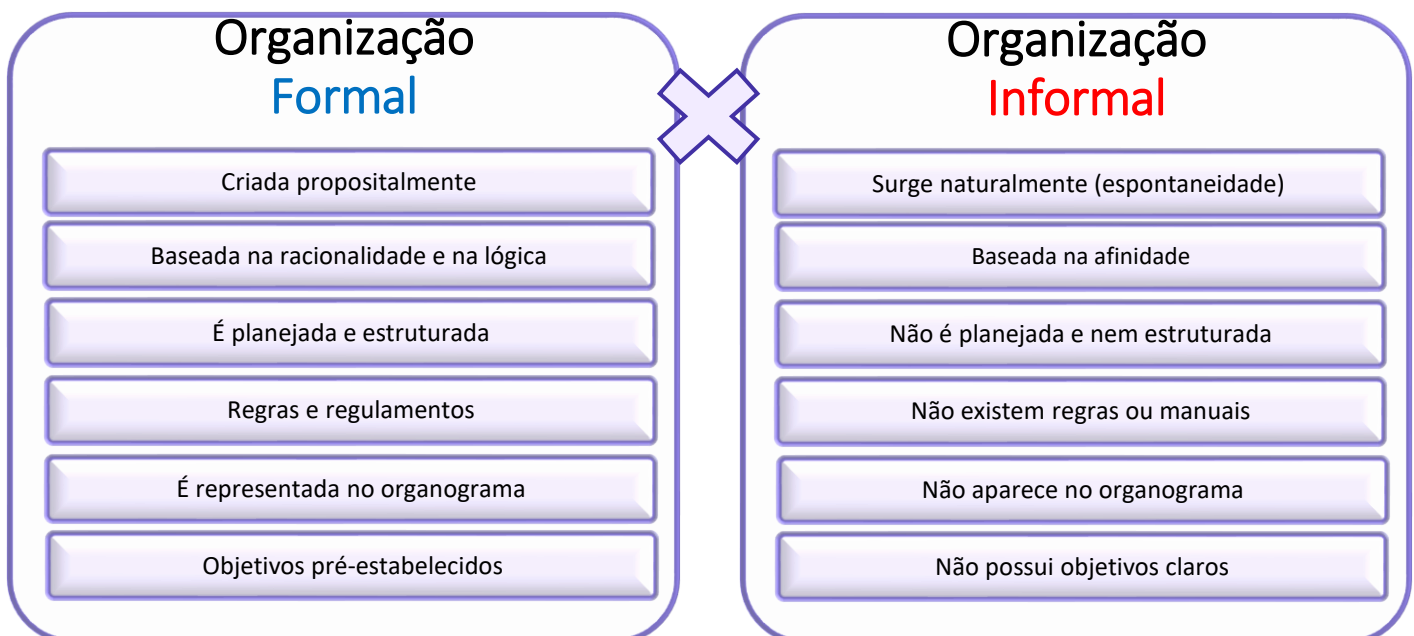 Organização
Formal
Criada propositalmente
Baseada na racionalidade e na lógica
É planejada e estruturada
Regras e regulamentos
É representada no organograma
Objetivos pré-estabelecidos
Organização
Informal
Surge naturalmente (espontaneidade)
Baseada na afinidade
Não é planejada e nem estruturada
Não existem regras ou manuais
Não aparece no organograma
Não possui objetivos claros